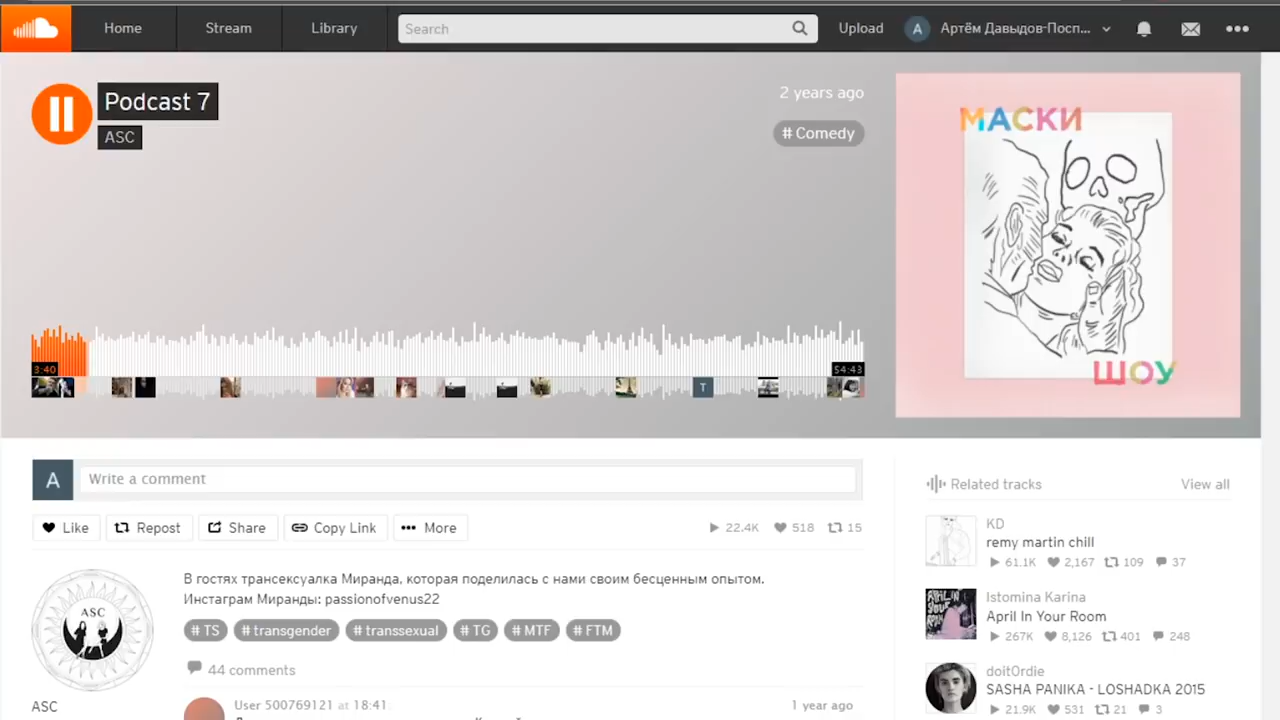 Home
Stream
Library
Search
Upload
A
Артём Давыдов-Посп...
Podcast 7
ASC
2 years ago
# Comedy
МАСКИ
ШОУ
3:40
54:43
T
A
Write a comment
Like
Repost
Share
Copy Link
More
22.4K
518
15
В гостях трансексуалка Миранда, которая поделилась с нами своим бесценным опытом.
Инстаграм Миранды: passionofvenus22
# TS
# transgender
# transsexual
# TG
# MTF
# FTM
44 comments
ASC
ASC
User 500769121 at 18:41
1 year ago
Related tracks
View all
KD
remy martin chill
61.1K
2,167
109
37
Istomina Karina
April In Your Room
267K
8,126
401
248
doit0rdie
SASHA PANIKA - LOSHADKA 2015
21.9K
531
21
3